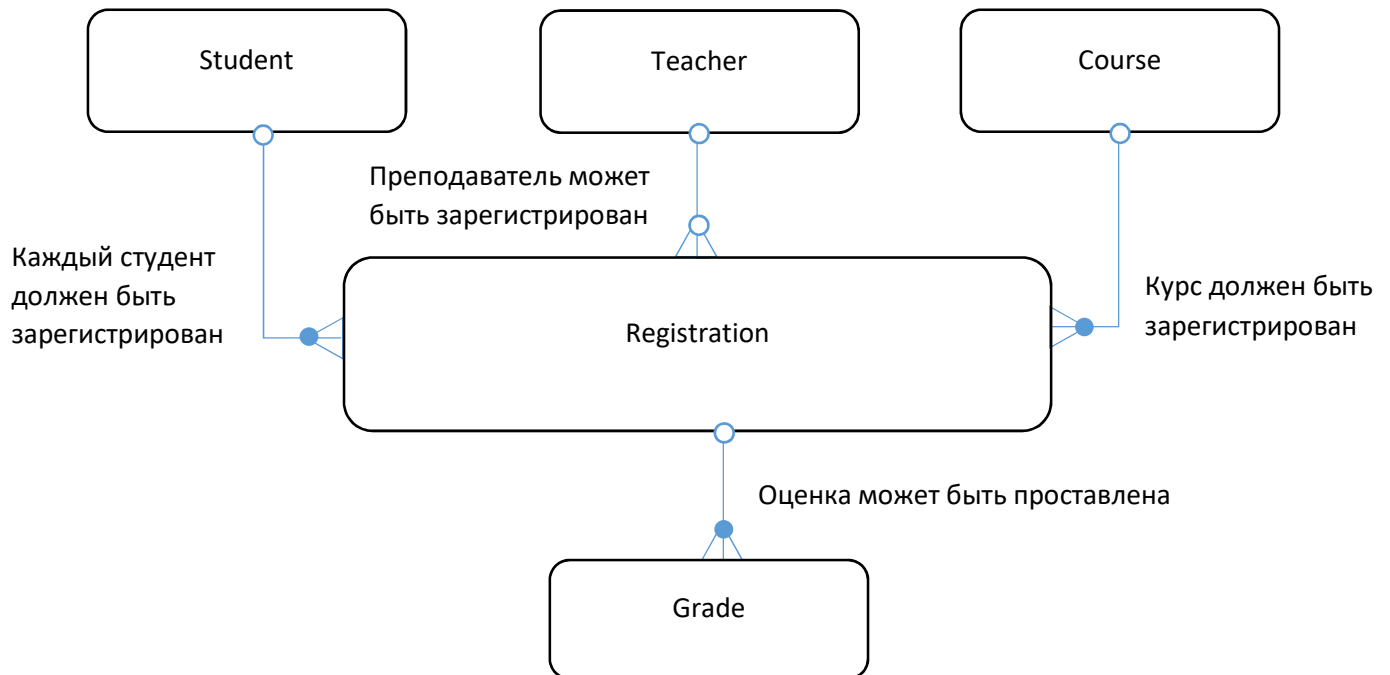 Student
Teacher
Course
Преподаватель может
быть зарегистрирован
Каждый студент
должен быть
зарегистрирован
Курс должен быть
зарегистрирован
Registration
Оценка может быть проставлена
Grade